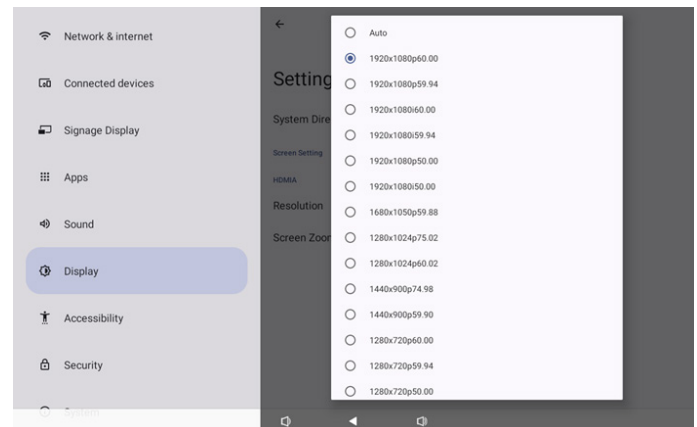 Network & internet
Connected devices
Signage Display
Apps
Sound
Display
Accessibility
Security
System
Setting
System Dire
Screen Setting
HDMIA
Resolution
Screen Zoor
Auto
1920x1080p60.00
1920x1080p59.94
1920x1080i60.00
1920x1080i59.94
1920x1080p50.00
1920x1080i50.00
1680x1050p59.88
1280x1024p75.02
1280x1024p60.02
1440x900p74.98
1440x900p59.90
1280x720p60.00
1280x720p59.94
1280x720p50.00